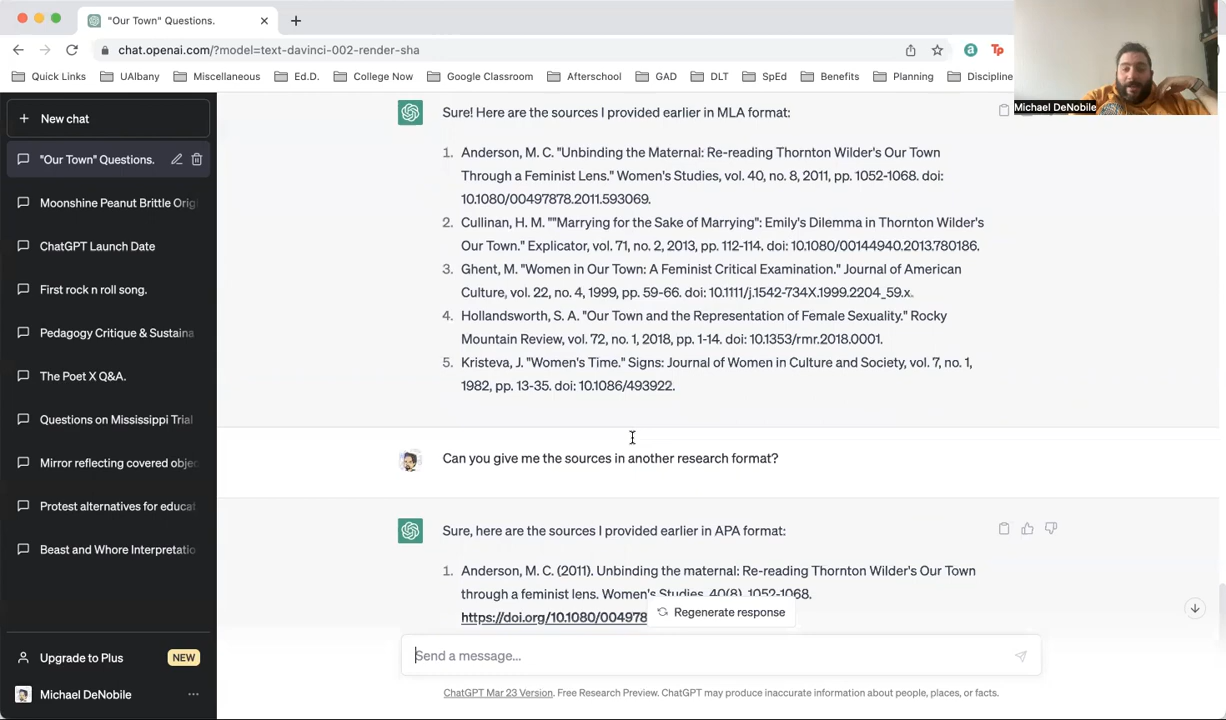 "Our Town" Questions.
chat.openai.com/?model=text-davinci-002-render-sha
Quick Links UAlbany Miscellaneous Ed.D. College Now Google Classroom Afterschool GAD DLT SpEd Benefits Planning Discipline
Michael DeNobile
New chat
"Our Town" Questions.
Moonshine Peanut Brittle Orig
ChatGPT Launch Date
First rock n roll song.
Pedagogy Critique & Sustaina
The Poet X Q&A.
Questions on Mississippi Trial
Mirror reflecting covered obje
Protest alternatives for educat
Beast and Whore Interpretatio
Upgrade to Plus NEW
Michael DeNobile
Sure! Here are the sources I provided earlier in MLA format:
1. Anderson, M. C. "Unbinding the Maternal: Re-reading Thornton Wilder's Our Town
Through a Feminist Lens." Women's Studies, vol. 40, no. 8, 2011, pp. 1052-1068. doi:
10.1080/00497878.2011.593069.
2. Cullinan, H. M. ""Marrying for the Sake of Marrying": Emily's Dilemma in Thornton Wilder's
Our Town." Explicator, vol. 71, no. 2, 2013, pp. 112-114. doi: 10.1080/00144940.2013.780186.
3. Ghent, M. "Women in Our Town: A Feminist Critical Examination." Journal of American
Culture, vol. 22, no. 4, 1999, pp. 59-66. doi: 10.1111/j.1542-734X.1999.2204_59.x.
4. Hollandsworth, S. A. "Our Town and the Representation of Female Sexuality." Rocky
Mountain Review, vol. 72, no. 1, 2018, pp. 1-14. doi: 10.1353/rmr.2018.0001.
5. Kristeva, J. "Women's Time." Signs: Journal of Women in Culture and Society, vol. 7, no. 1,
1982, pp. 13-35. doi: 10.1086/493922.
Can you give me the sources in another research format?
Sure, here are the sources I provided earlier in APA format:
1. Anderson, M. C. (2011). Unbinding the maternal: Re-reading Thornton Wilder's Our Town
through a feminist lens. Women's Studies, 40(8), 1052-1068.
https://doi.org/10.1080/004978
Regenerate response
Send a message...
ChatGPT Mar 23 Version. Free Research Preview. ChatGPT may produce inaccurate information about people, places, or facts.